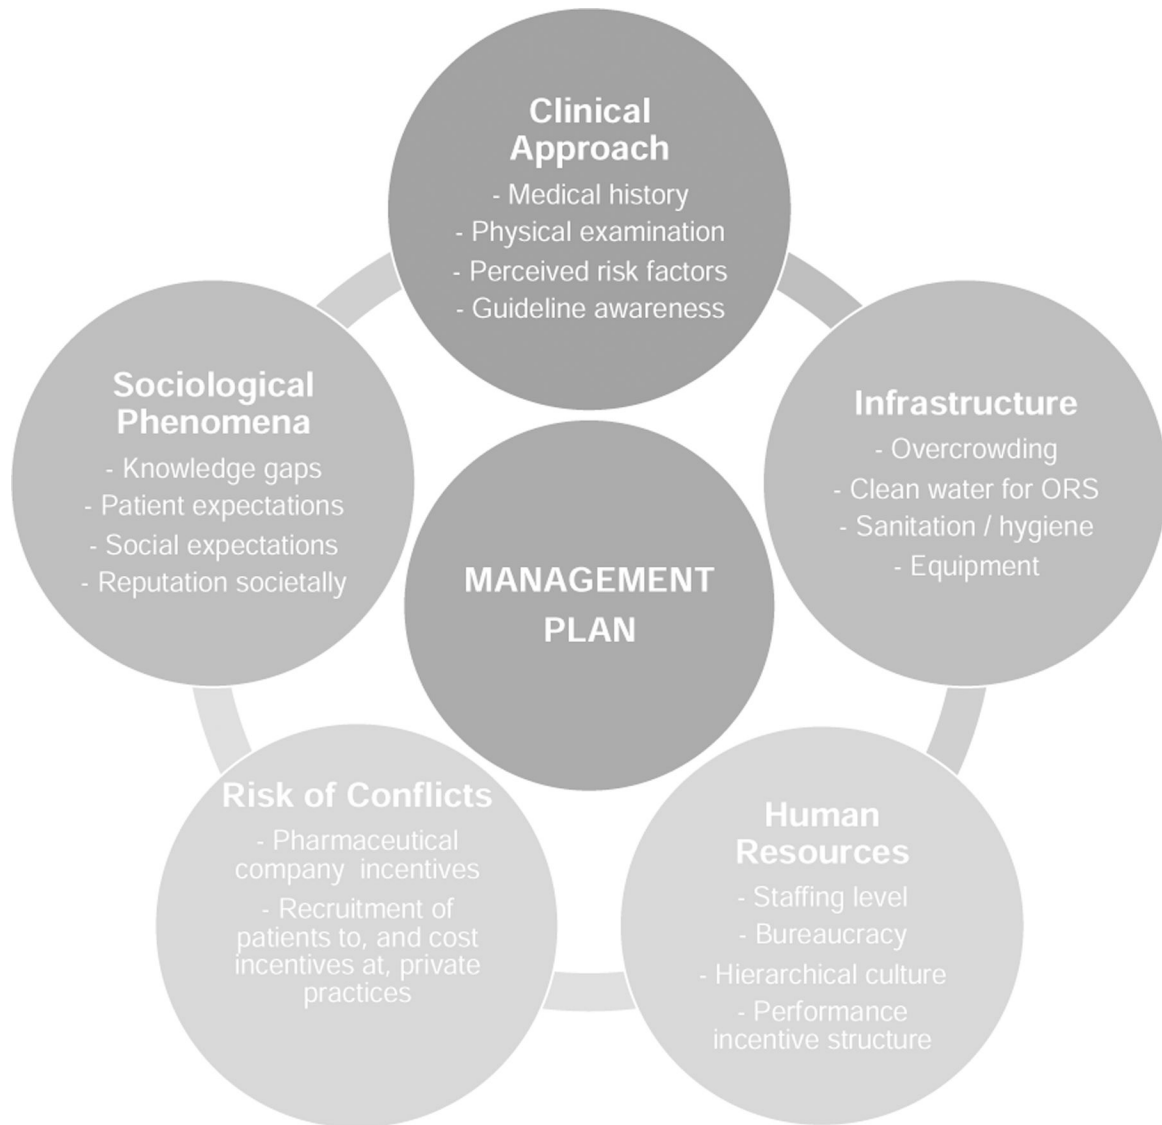 Clinical
Approach
- Medical history
- Physical examination
- Perceived risk factors
- Guideline awareness
Sociological
Phenomena
- Knowledge gaps
- Patient expectations
- Social expectations
- Reputation societally
Infrastructure
- Overcrowding
- Clean water for ORS
- Sanitation / hygiene
- Equipment
MANAGEMENT
PLAN
Risk of Conflicts
- Pharmaceutical
company incentives
- Recruitment of
patients to, and cost
incentives at, private
practices
Human
Resources
- Staffing level
- Bureaucracy
- Hierarchical culture
- Performance
incentive structure